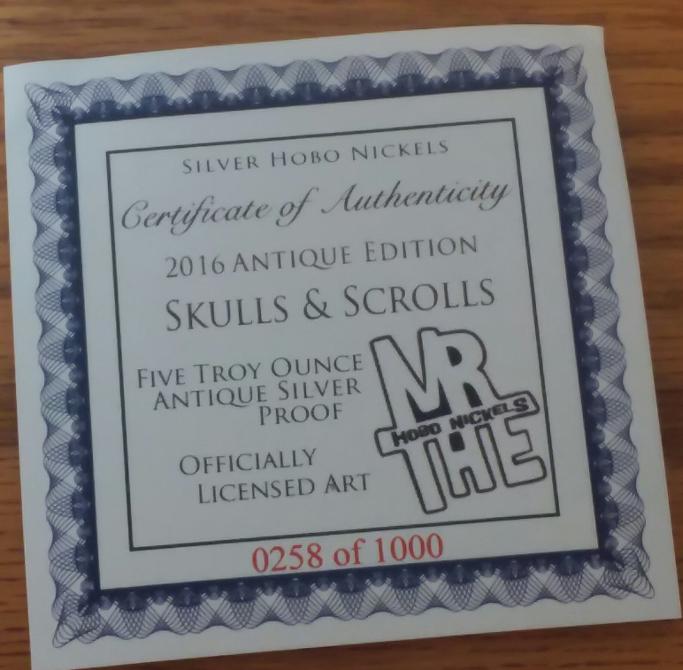 SILVER HOBO NICKELS
Certificate of Authenticity
2016 ANTIQUE EDITION
SKULLS & SCROLLS
FIVE TROY OUNCE
ANTIQUE SILVER
PROOF
OFFICIALLY
LICENSED ART
MR
HOBO NICKELS
THE
0258 of 1000